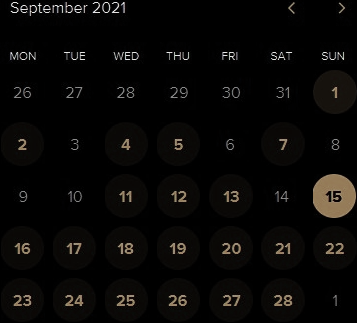 September 2021
MON TUE WED THU FRI SAT SUN
26 27 28 29 30 31 1
2 3 4 5 6 7 8
9 10 11 12 13 14 15
16 17 18 19 20 21 22
23 24 25 26 27 28 1